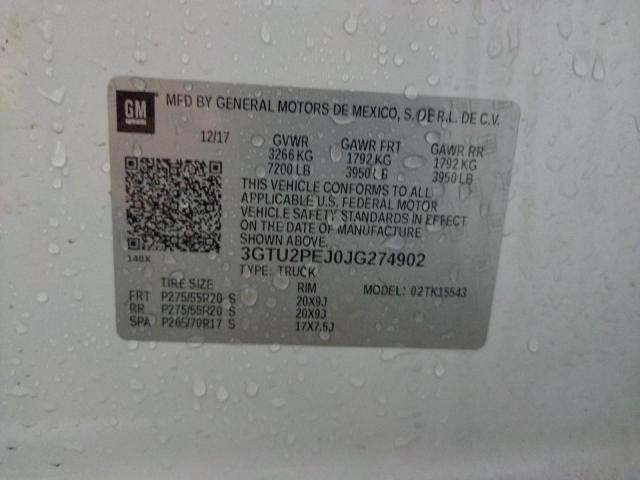 GM
MFD BY GENERAL MOTORS DE MEXICO, S. DE R.L. DE C.V.
12/17 GVWR GAWR FRT GAWR RR
3266 KG 1792 KG 1792 KG
7200 LB 3950 LB 3950 LB
THIS VEHICLE CONFORMS TO ALL
APPLICABLE U.S. FEDERAL MOTOR
VEHICLE SAFETY STANDARDS IN EFFECT
ON THE DATE OF MANUFACTURE
SHOWN ABOVE.
140X
3GTU2PEJ0JG274902
TYPE: TRUCK
TIRE SIZE RIM MODEL: 02TK15543
FRT P275/55R20 S 20X9J
RR P275/55R20 S 20X9J
SPA P265/70R17 S 17X7.5J